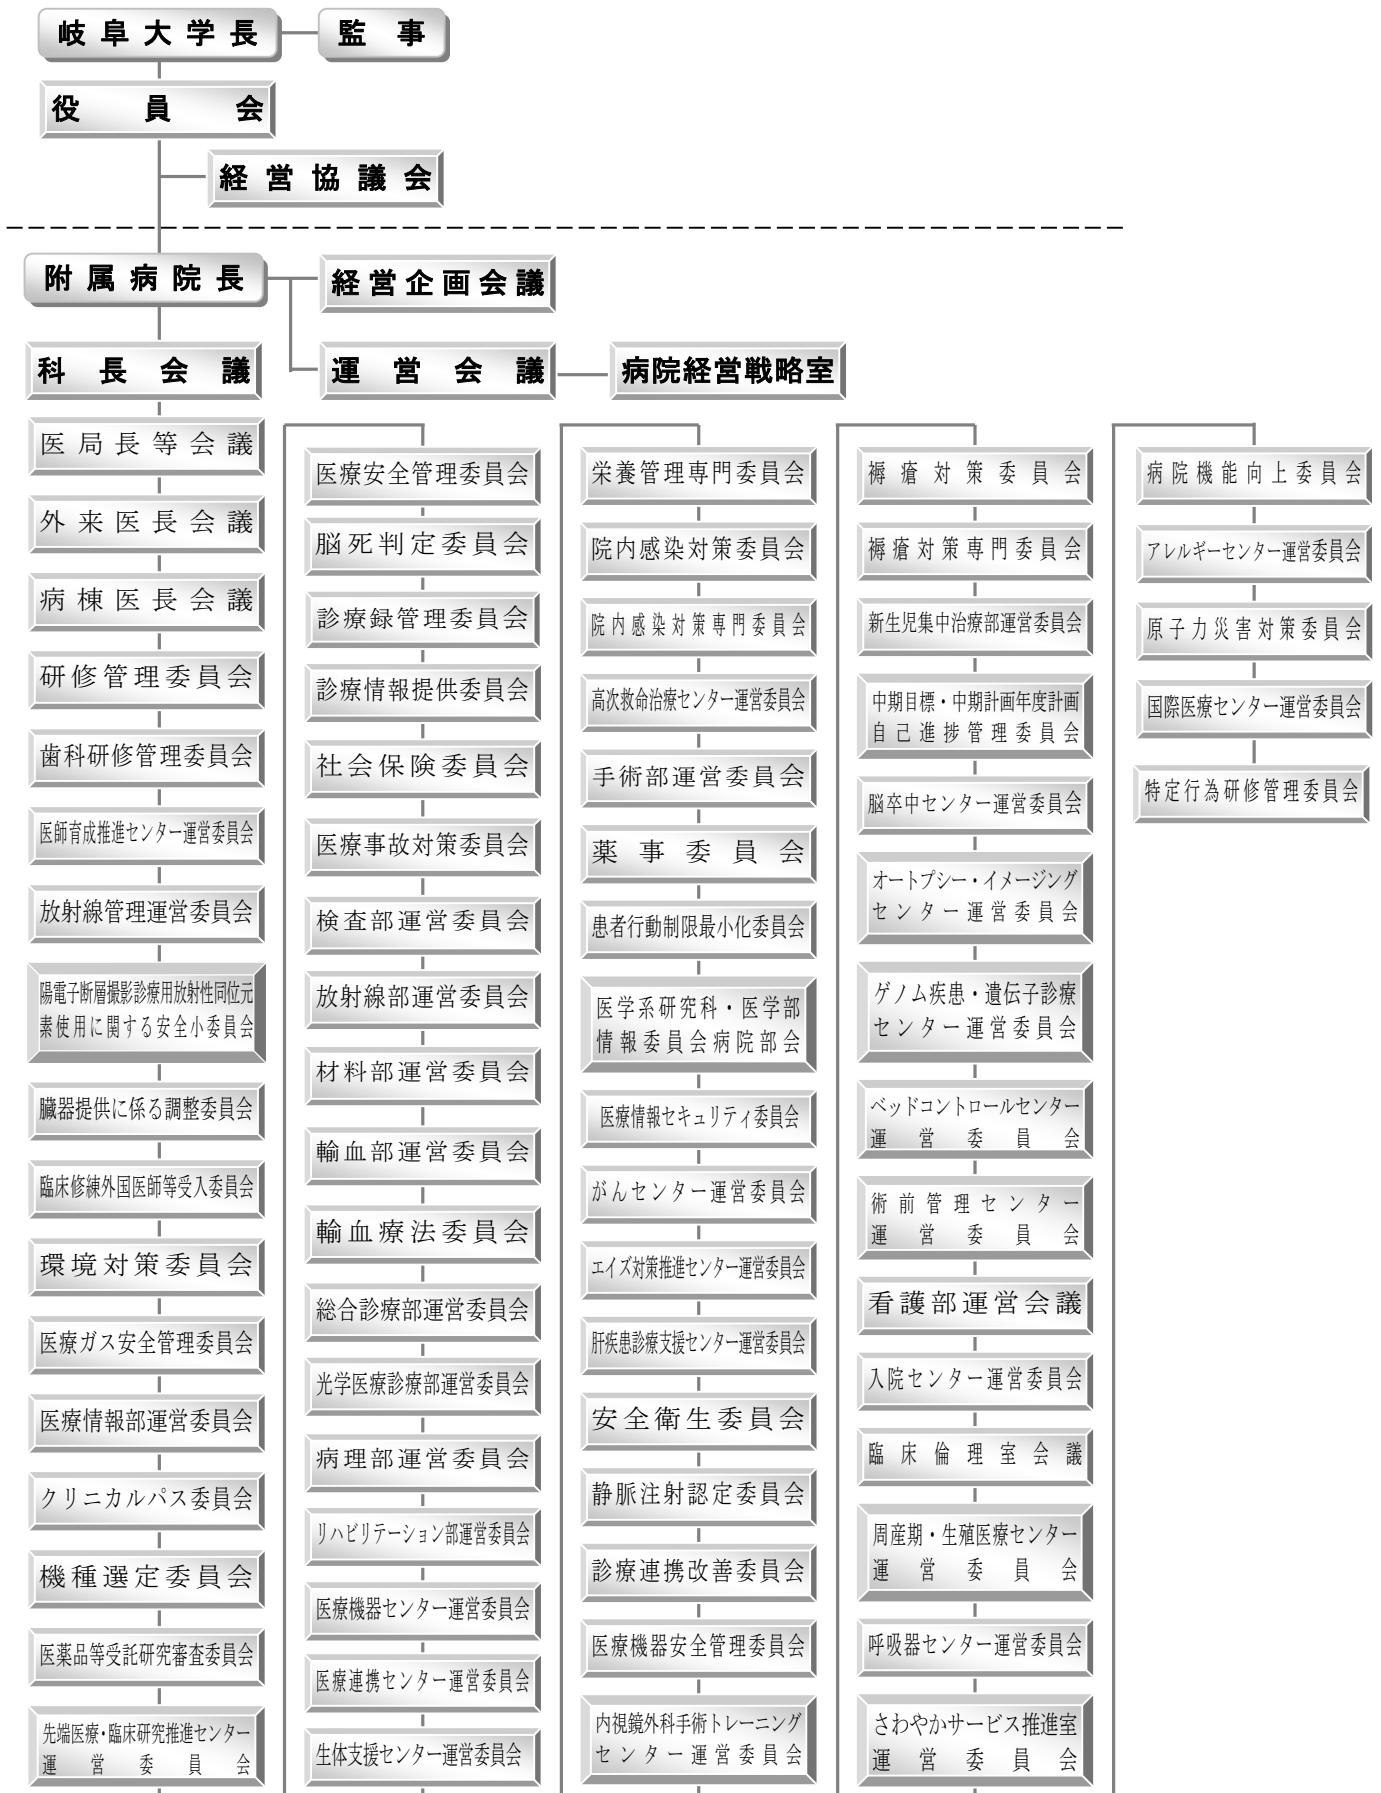 岐阜大学長
監事
役員会
経営協議会
附属病院長
経営企画会議
科長会議
運営会議
病院経営戦略室
医局長等会議
外来医長会議
病棟医長会議
研修管理委員会
歯科研修管理委員会
医師育成推進センター運営委員会
放射線管理運営委員会
陽電子断層撮影診療用放射性同位元
素使用に関する安全小委員会
臓器提供に係る調整委員会
臨床修練外国医師等受入委員会
環境対策委員会
医療ガス安全管理委員会
医療情報部運営委員会
クリニカルパス委員会
機種選定委員会
医薬品等受託研究審査委員会
先端医療・臨床研究推進センター
運営委員会
医療安全管理委員会
脳死判定委員会
診療録管理委員会
診療情報提供委員会
社会保険委員会
医療事故対策委員会
検査部運営委員会
放射線部運営委員会
材料部運営委員会
輸血部運営委員会
輸血療法委員会
総合診療部運営委員会
光学医療診療部運営委員会
病理部運営委員会
リハビリテーション部運営委員会
医療機器センター運営委員会
医療連携センター運営委員会
生体支援センター運営委員会
栄養管理専門委員会
院内感染対策委員会
院内感染対策専門委員会
高次救命治療センター運営委員会
手術部運営委員会
薬事委員会
患者行動制限最小化委員会
医学系研究科・医学部
情報委員会病院部会
医療情報セキュリティ委員会
がんセンター運営委員会
エイズ対策推進センター運営委員会
肝疾患診療支援センター運営委員会
安全衛生委員会
静脈注射認定委員会
診療連携改善委員会
医療機器安全管理委員会
内視鏡外科手術トレーニング
センター運営委員会
褥瘡対策委員会
褥瘡対策専門委員会
新生児集中治療部運営委員会
中期目標・中期計画年度計画
自己進捗管理委員会
脳卒中センター運営委員会
オートプシー・イメージング
センター運営委員会
ゲノム疾患・遺伝子診療
センター運営委員会
ベッドコントロールセンター
運営委員会
術前管理センター
運営委員会
看護部運営会議
入院センター運営委員会
臨床倫理室会議
周産期・生殖医療センター
運営委員会
呼吸器センター運営委員会
さわやかサービス推進室
運営委員会
病院機能向上委員会
アレルギーセンター運営委員会
原子力災害対策委員会
国際医療センター運営委員会
特定行為研修管理委員会